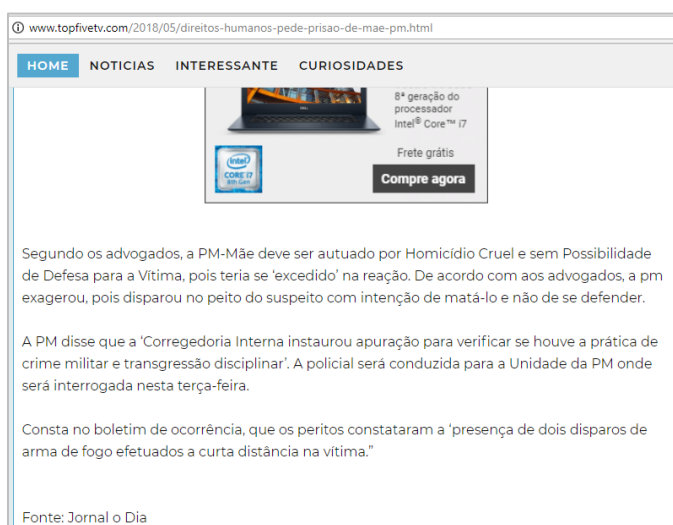 www.topfivetv.com/2018/05/direitos-humanos-pede-prisao-de-mae-pm.html
HOME NOTICIAS INTERESSANTE CURIOSIDADES
8ª geração do
processador
Intel® Core™ i7
Frete grátis
Compre agora
intel
CORE i7
8th Gen
Segundo os advogados, a PM-Mãe deve ser autuado por Homicídio Cruel e sem Possibilidade
de Defesa para a Vítima, pois teria se ‘excedido’ na reação. De acordo com aos advogados, a pm
exagerou, pois disparou no peito do suspeito com intenção de matá-lo e não de se defender.
A PM disse que a ‘Corregedoria Interna instaurou apuração para verificar se houve a prática de
crime militar e transgressão disciplinar’. A policial será conduzida para a Unidade da PM onde
será interrogada nesta terça-feira.
Consta no boletim de ocorrência, que os peritos constataram a ‘presença de dois disparos de
arma de fogo efetuados a curta distância na vítima.”
Fonte: Jornal o Dia